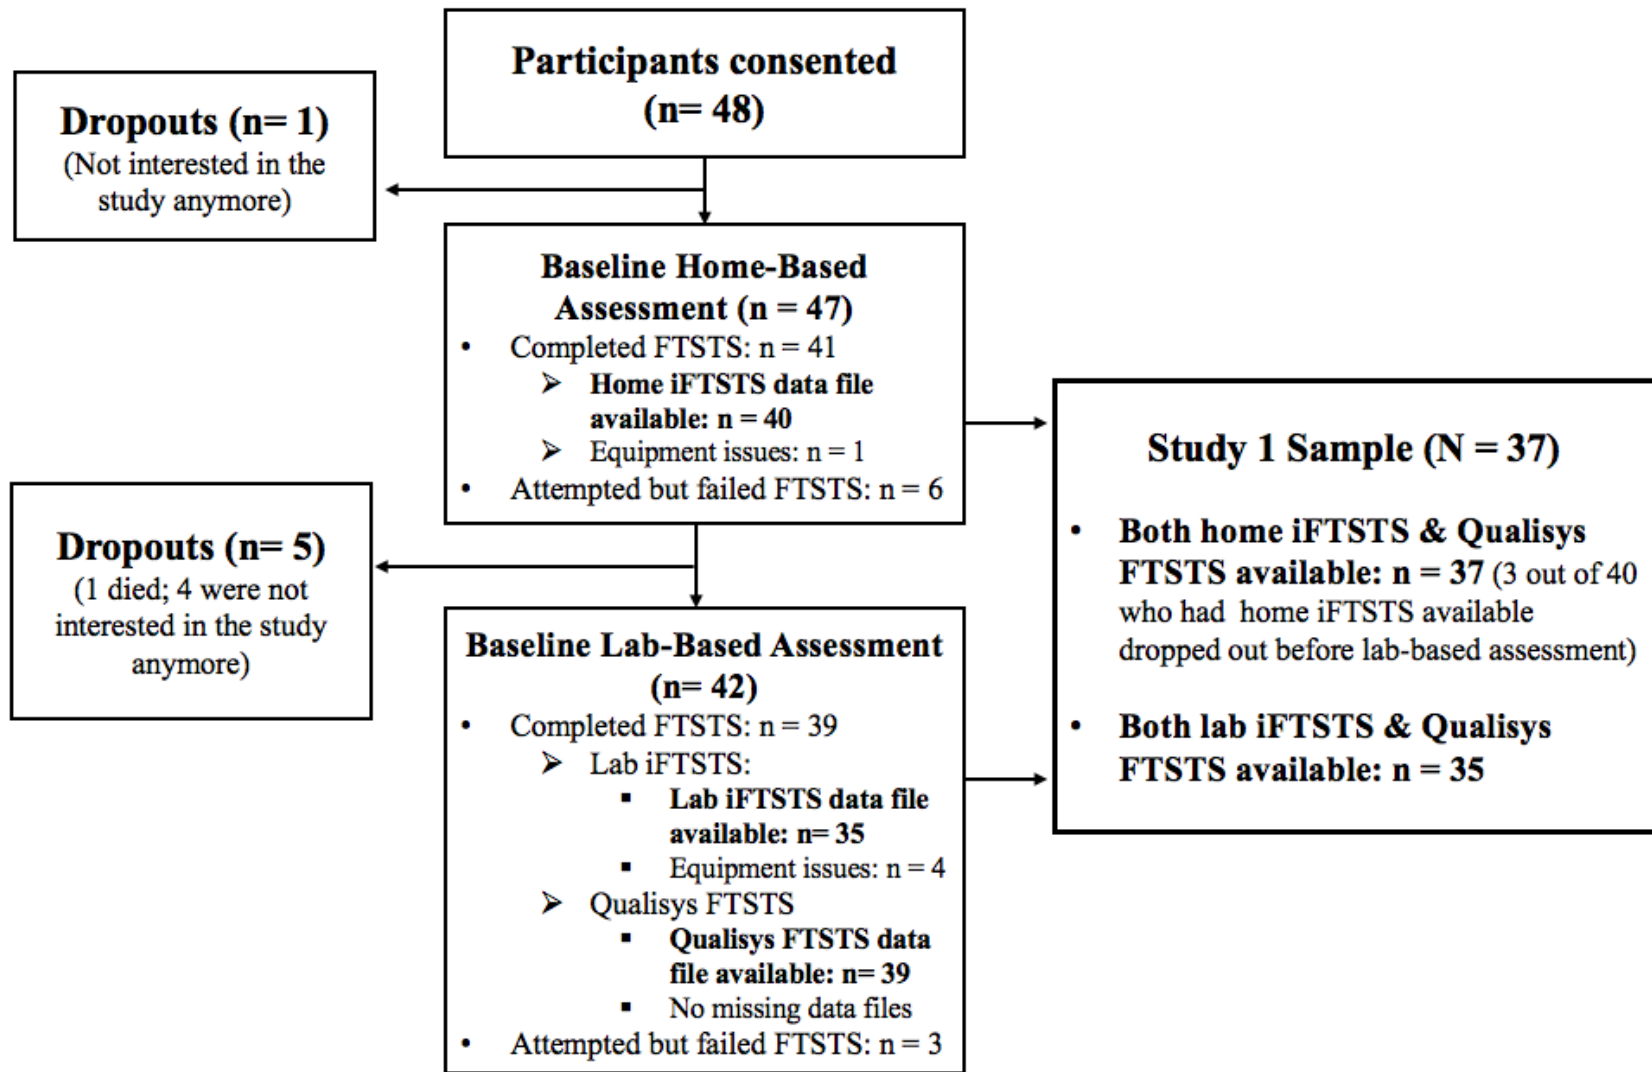 Participants consented
(n= 48)
Dropouts (n= 1)
(Not interested in the
study anymore)
Baseline Home-Based
Assessment (n = 47)
• Completed FTSTS: n = 41
➢ Home iFTSTS data file
available: n = 40
➢ Equipment issues: n = 1
• Attempted but failed FTSTS: n = 6
Dropouts (n= 5)
(1 died; 4 were not
interested in the study
anymore)
Baseline Lab-Based Assessment
(n= 42)
• Completed FTSTS: n = 39
➢ Lab iFTSTS:
▪ Lab iFTSTS data file
available: n= 35
▪ Equipment issues: n = 4
➢ Qualisys FTSTS
▪ Qualisys FTSTS data
file available: n= 39
▪ No missing data files
• Attempted but failed FTSTS: n = 3
Study 1 Sample (N = 37)
• Both home iFTSTS & Qualisys
FTSTS available: n = 37 (3 out of 40
who had home iFTSTS available
dropped out before lab-based assessment)
• Both lab iFTSTS & Qualisys
FTSTS available: n = 35